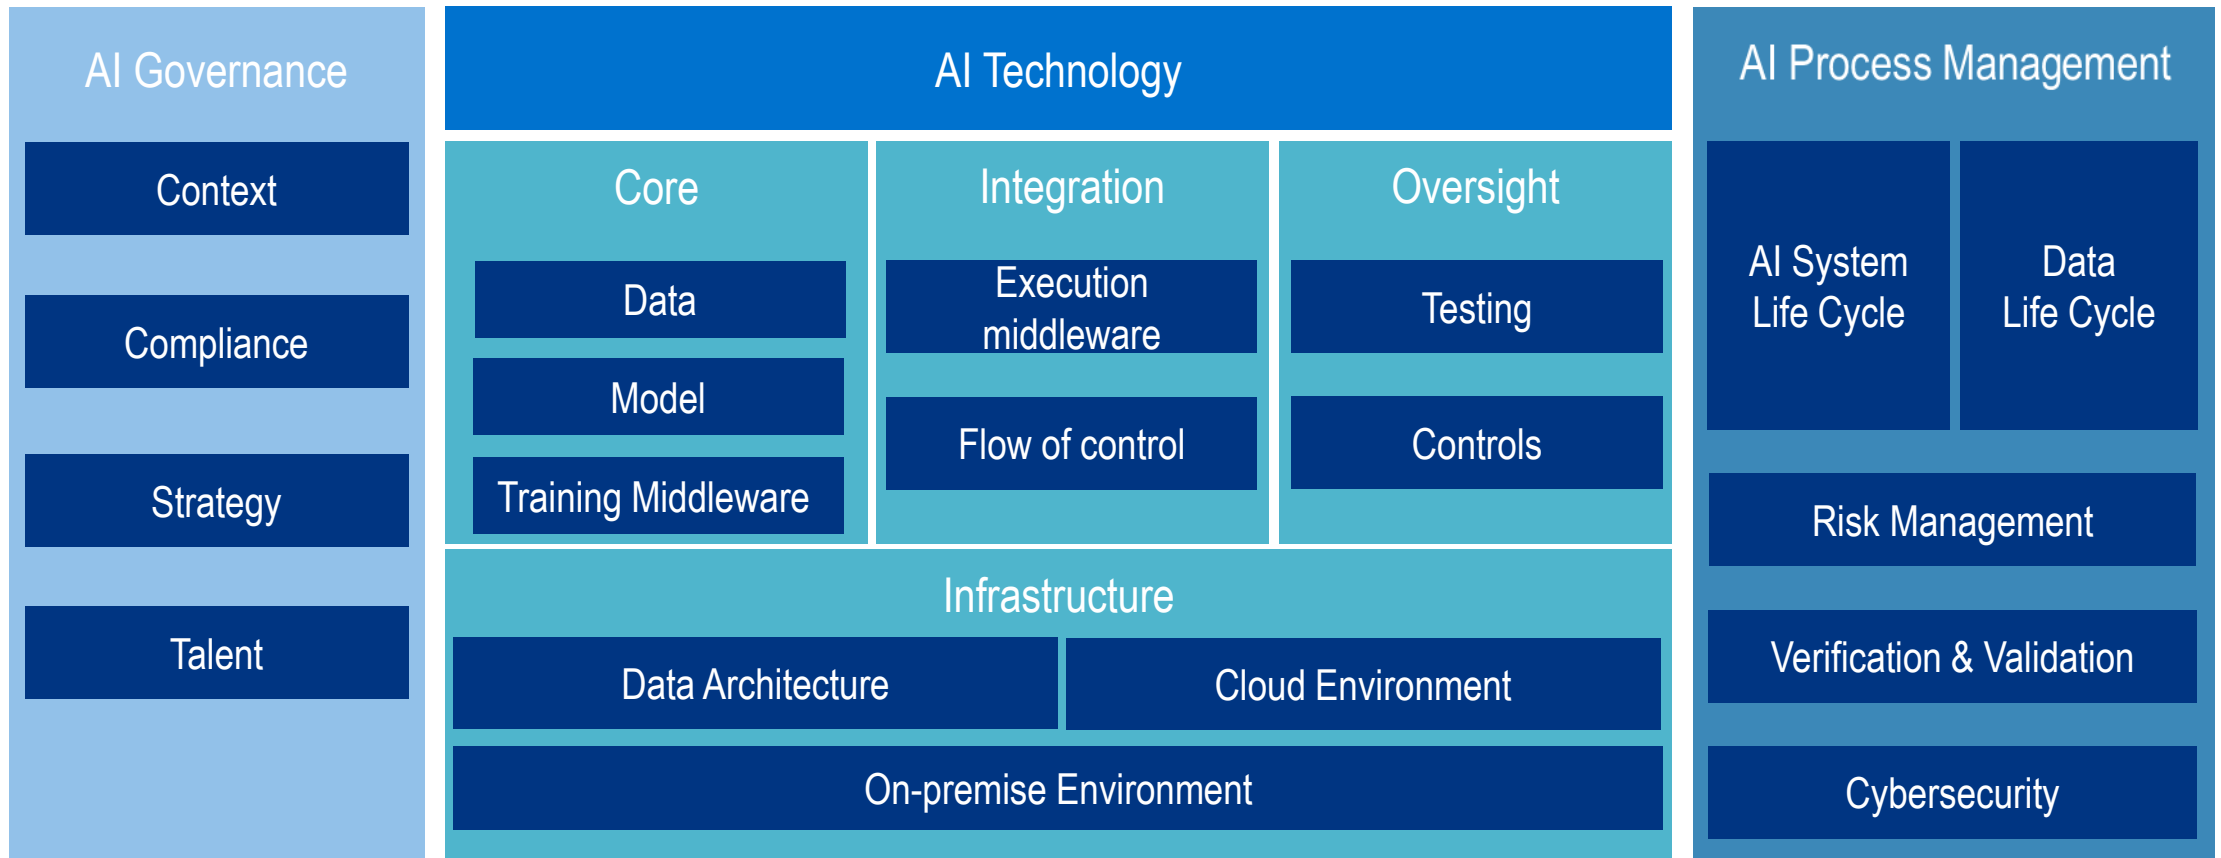 AI Governance
Context
Compliance
Strategy
Talent
AI Technology
Core
Data
Model
Training Middleware
Integration
Execution
middleware
Flow of control
Oversight
Testing
Controls
Infrastructure
Data Architecture
Cloud Environment
On-premise Environment
AI Process Management
AI System
Life Cycle
Data
Life Cycle
Risk Management
Verification & Validation
Cybersecurity